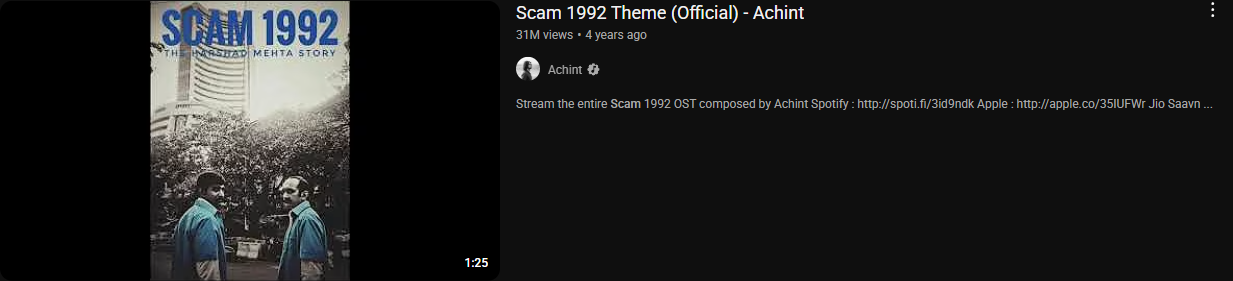 SCAM 1992
THE HARSHAD MEHTA STORY
1:25
Scam 1992 Theme (Official) - Achint
31M views • 4 years ago
Achint
Stream the entire Scam 1992 OST composed by Achint Spotify : http://spoti.fi/3id9ndk Apple : http://apple.co/35IUFWr Jio Saavn ...